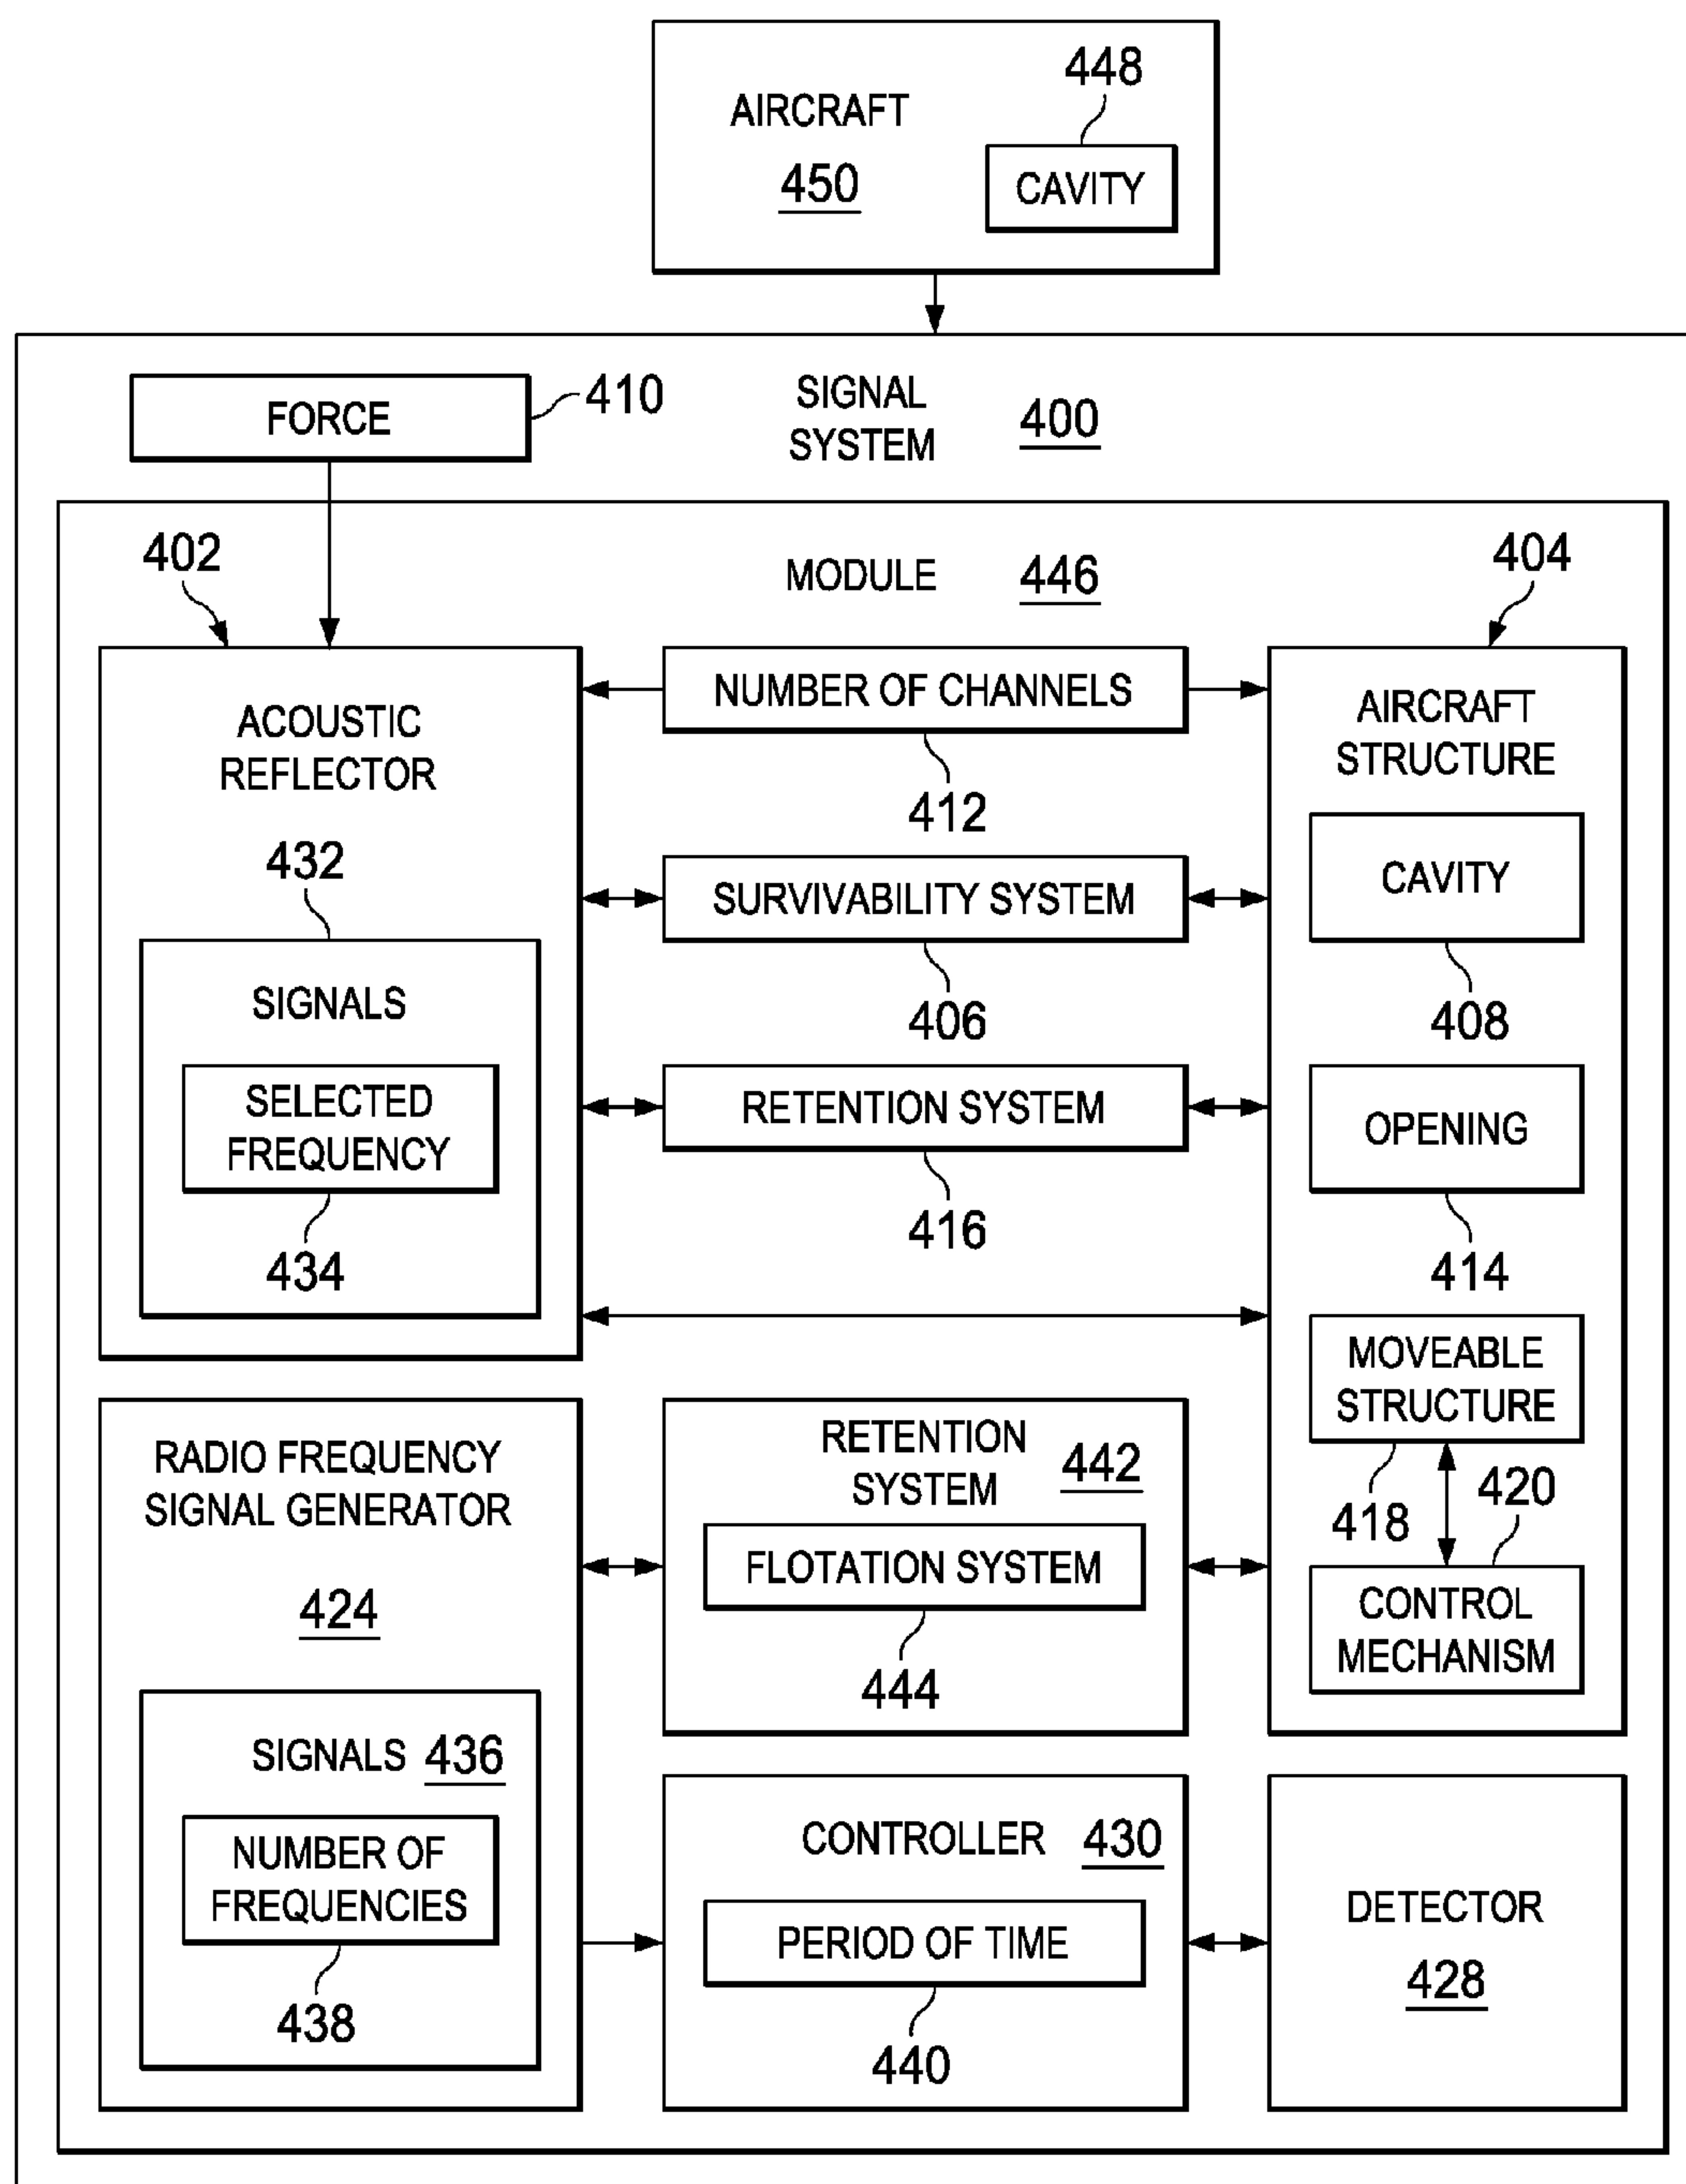 448
AIRCRAFT
450
CAVITY
FORCE
410
SIGNAL
SYSTEM
400
402
MODULE
446
404
ACOUSTIC
REFLECTOR
432
SIGNALS
SELECTED
FREQUENCY
434
NUMBER OF CHANNELS
412
SURVIVABILITY SYSTEM
406
RETENTION SYSTEM
416
AIRCRAFT
STRUCTURE
CAVITY
408
OPENING
414
MOVEABLE
STRUCTURE
418
420
CONTROL
MECHANISM
RADIO FREQUENCY
SIGNAL GENERATOR
424
SIGNALS 436
NUMBER OF
FREQUENCIES
438
RETENTION
SYSTEM
442
FLOTATION SYSTEM
444
CONTROLLER 430
PERIOD OF TIME
440
DETECTOR
428